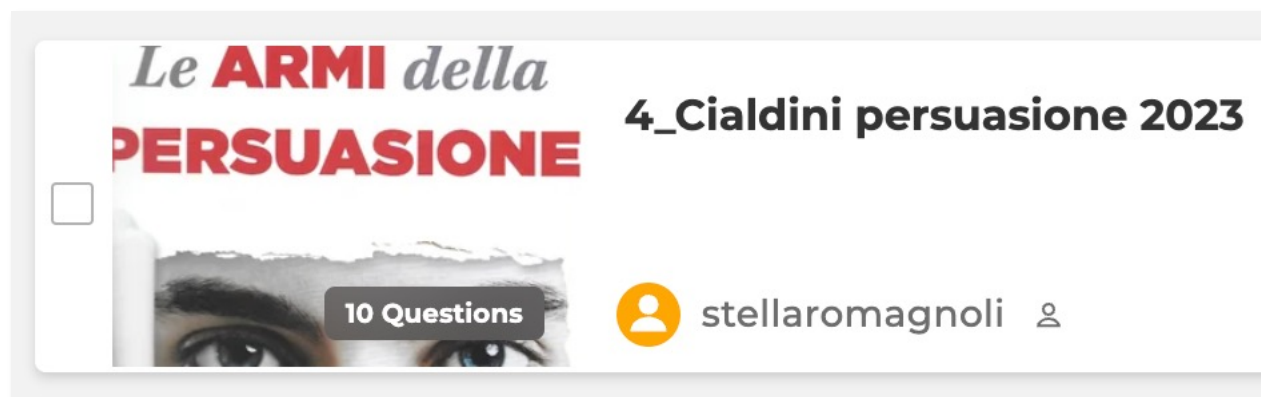 Le ARMI della
PERSUASIONE
10 Questions
4_Cialdini persuasione 2023
stellaromagnoli